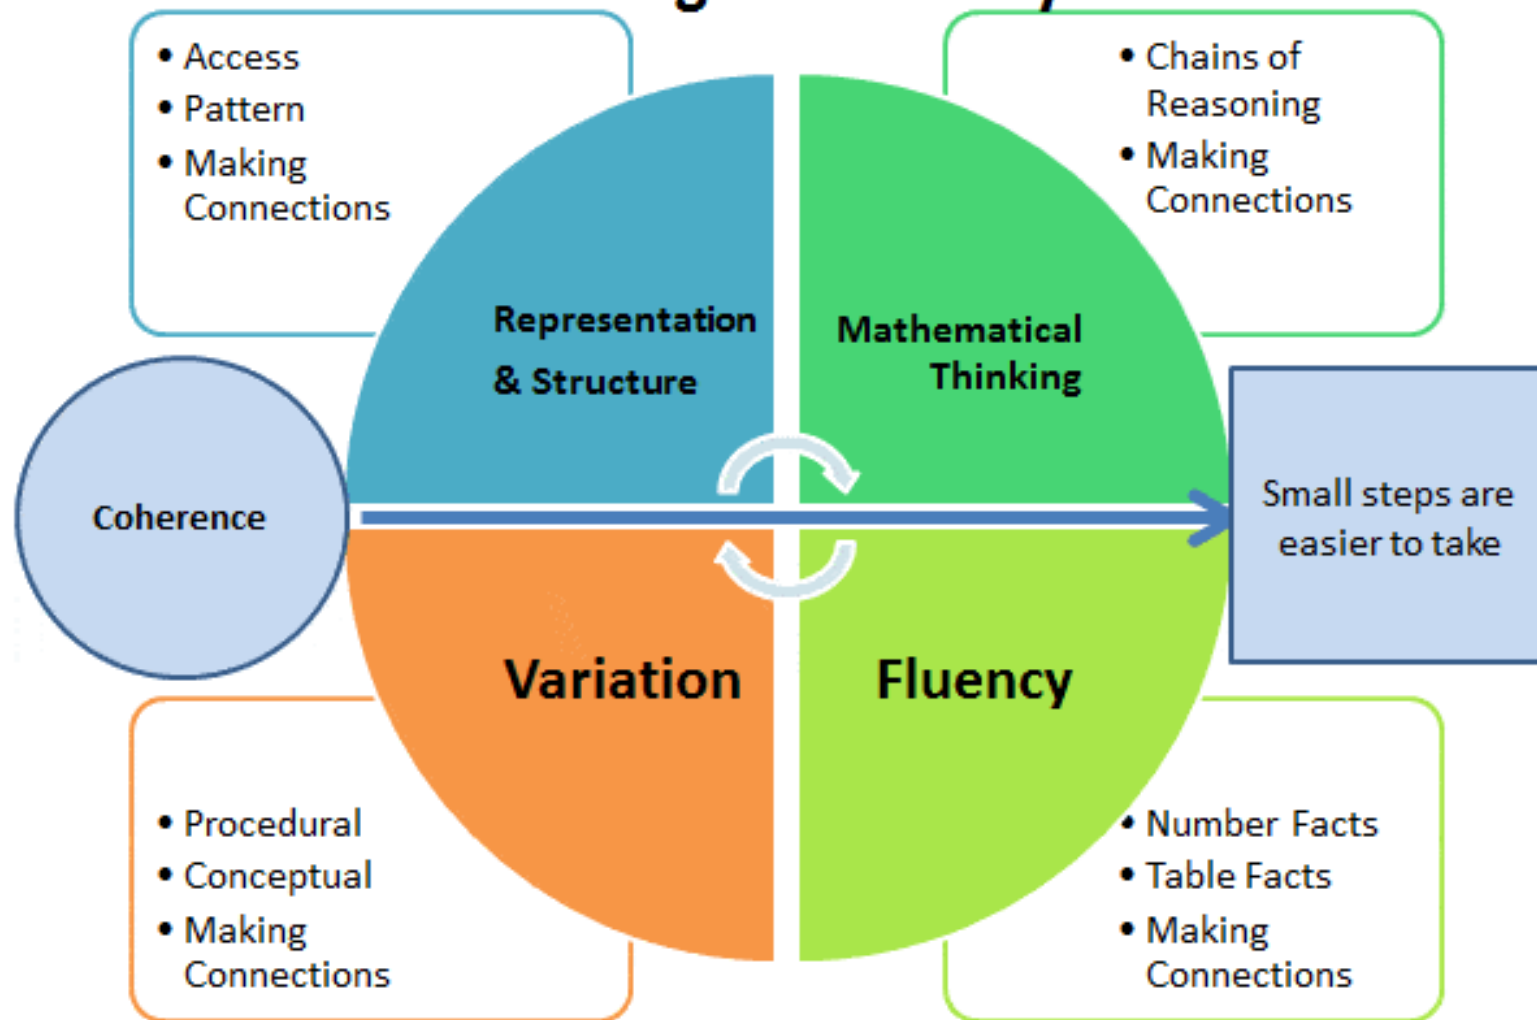 • Access
• Pattern
• Making
Connections
• Chains of
Reasoning
• Making
Connections
Representation
& Structure
Mathematical
Thinking
Coherence
Small steps are
easier to take
Variation
Fluency
• Procedural
• Conceptual
• Making
Connections
• Number Facts
• Table Facts
• Making
Connections